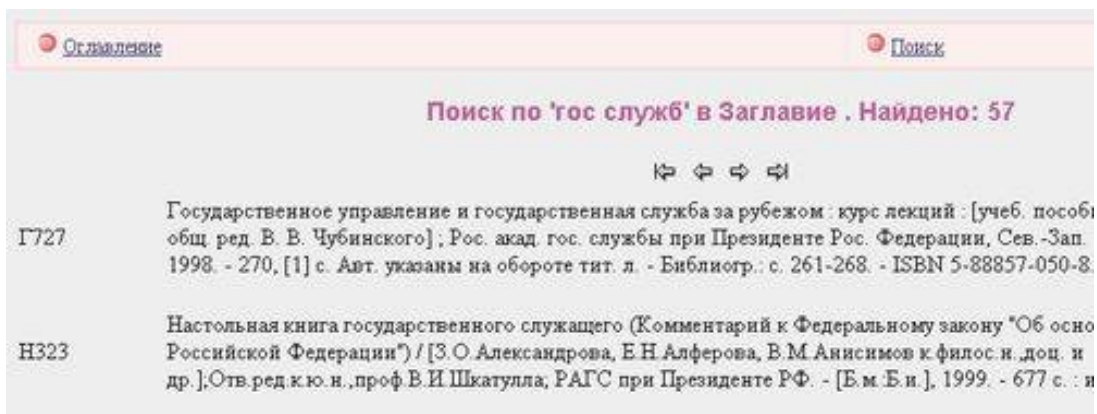 Оглавление Поиск
Поиск по 'гос служб' в Заглавие . Найдено: 57
Государственное управление и государственная служба за рубежом : курс лекций : [учеб. пособи
Г727 общ. ред. В. В. Чубинского] ; Рос. акад. гос. службы при Президенте Рос. Федерации, Сев.-Зап.
1998. - 270, [1] с. Авт. указаны на обороте тит. л. - Библиогр.: с. 261-268. - ISBN 5-88857-050-8.
Настольная книга государственного служащего (Комментарий к Федеральному закону "Об осно
Н323 Российской Федерации") / [З.О.Александрова, Е.Н.Алферова, В.М.Анисимов к.филос.н.,доц. и
др.];Отв.ред.к.ю.н.,проф.В.И.Шкатулла; РАГС при Президенте РФ. - [Б.м.:Б.и.], 1999. - 677 с. : и